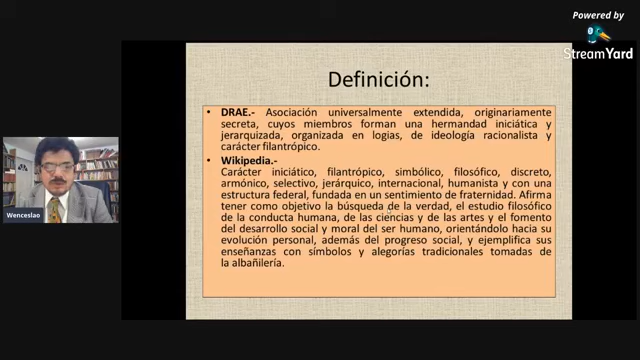 Powered by
StreamYard
Definición:
• DRAE.- Asociación universalmente extendida, originariamente
secreta, cuyos miembros forman una hermandad iniciática y
jerarquizada, organizada en logias, de ideología racionalista y
carácter filantrópico.
• Wikipedia.-
Carácter iniciático, filantrópico, simbólico, filosófico, discreto,
armónico, selectivo, jerárquico, internacional, humanista y con una
estructura federal, fundada en un sentimiento de fraternidad. Afirma
tener como objetivo la búsqueda de la verdad, el estudio filosófico
de la conducta humana, de las ciencias y de las artes y el fomento
del desarrollo social y moral del ser humano, orientándolo hacia su
evolución personal, además del progreso social, y ejemplifica sus
enseñanzas con símbolos y alegorías tradicionales tomadas de
la albañilería.
Wenceslao